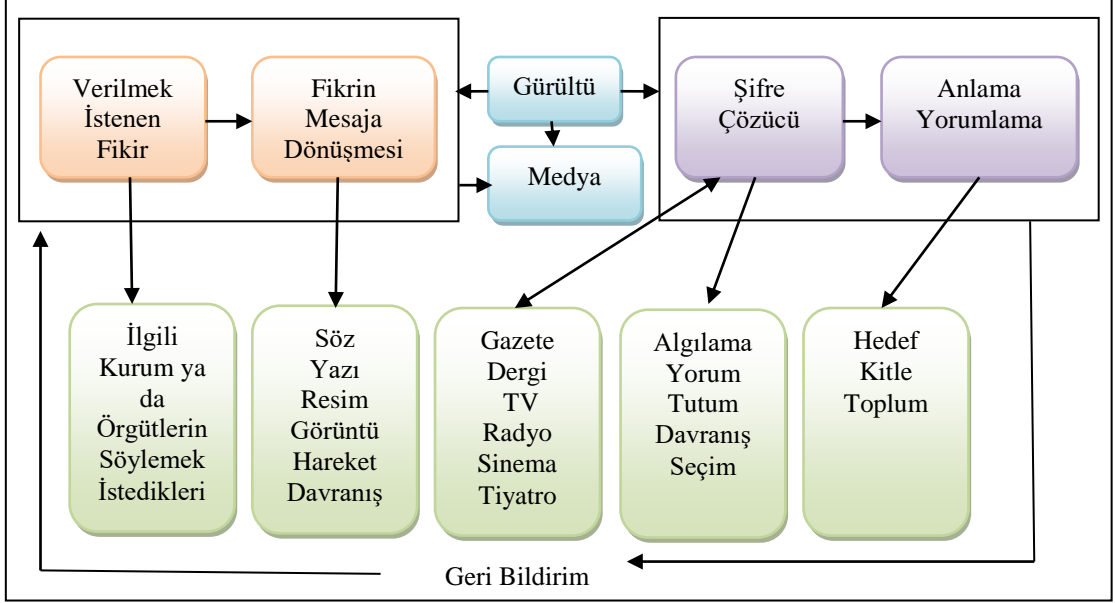 Verilmek
İstenen
Fikir
Fikrin
Mesaja
Dönüşmesi
Gürültü
Medya
Şifre
Çözücü
Anlama
Yorumlama
İlgili
Kurum ya
da
Örgütlerin
Söylemek
İstedikleri
Söz
Yazı
Resim
Görüntü
Hareket
Davranış
Gazete
Dergi
TV
Radyo
Sinema
Tiyatro
Algılama
Yorum
Tutum
Davranış
Seçim
Hedef
Kitle
Toplum
Geri Bildirim